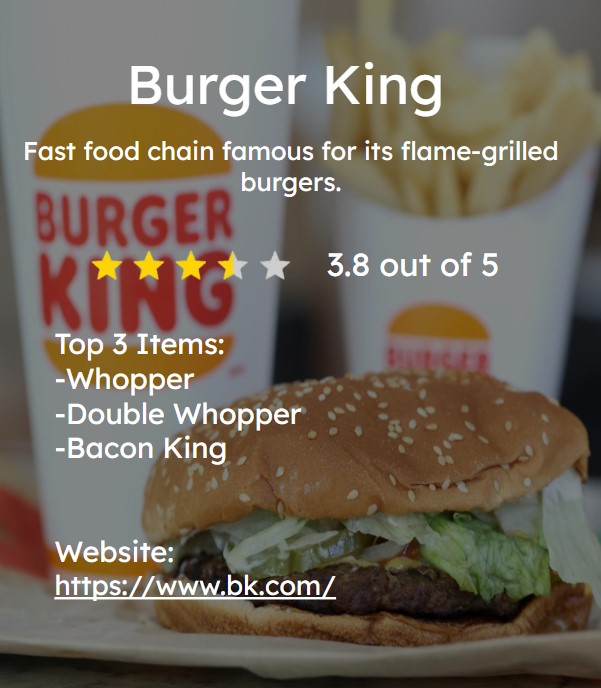 Burger King
Fast food chain famous for its flame-grilled
burgers.
BURGER
KING
3.8 out of 5
BURGER
Top 3 Items:
-Whopper
-Double Whopper
-Bacon King
Website:
https://www.bk.com/